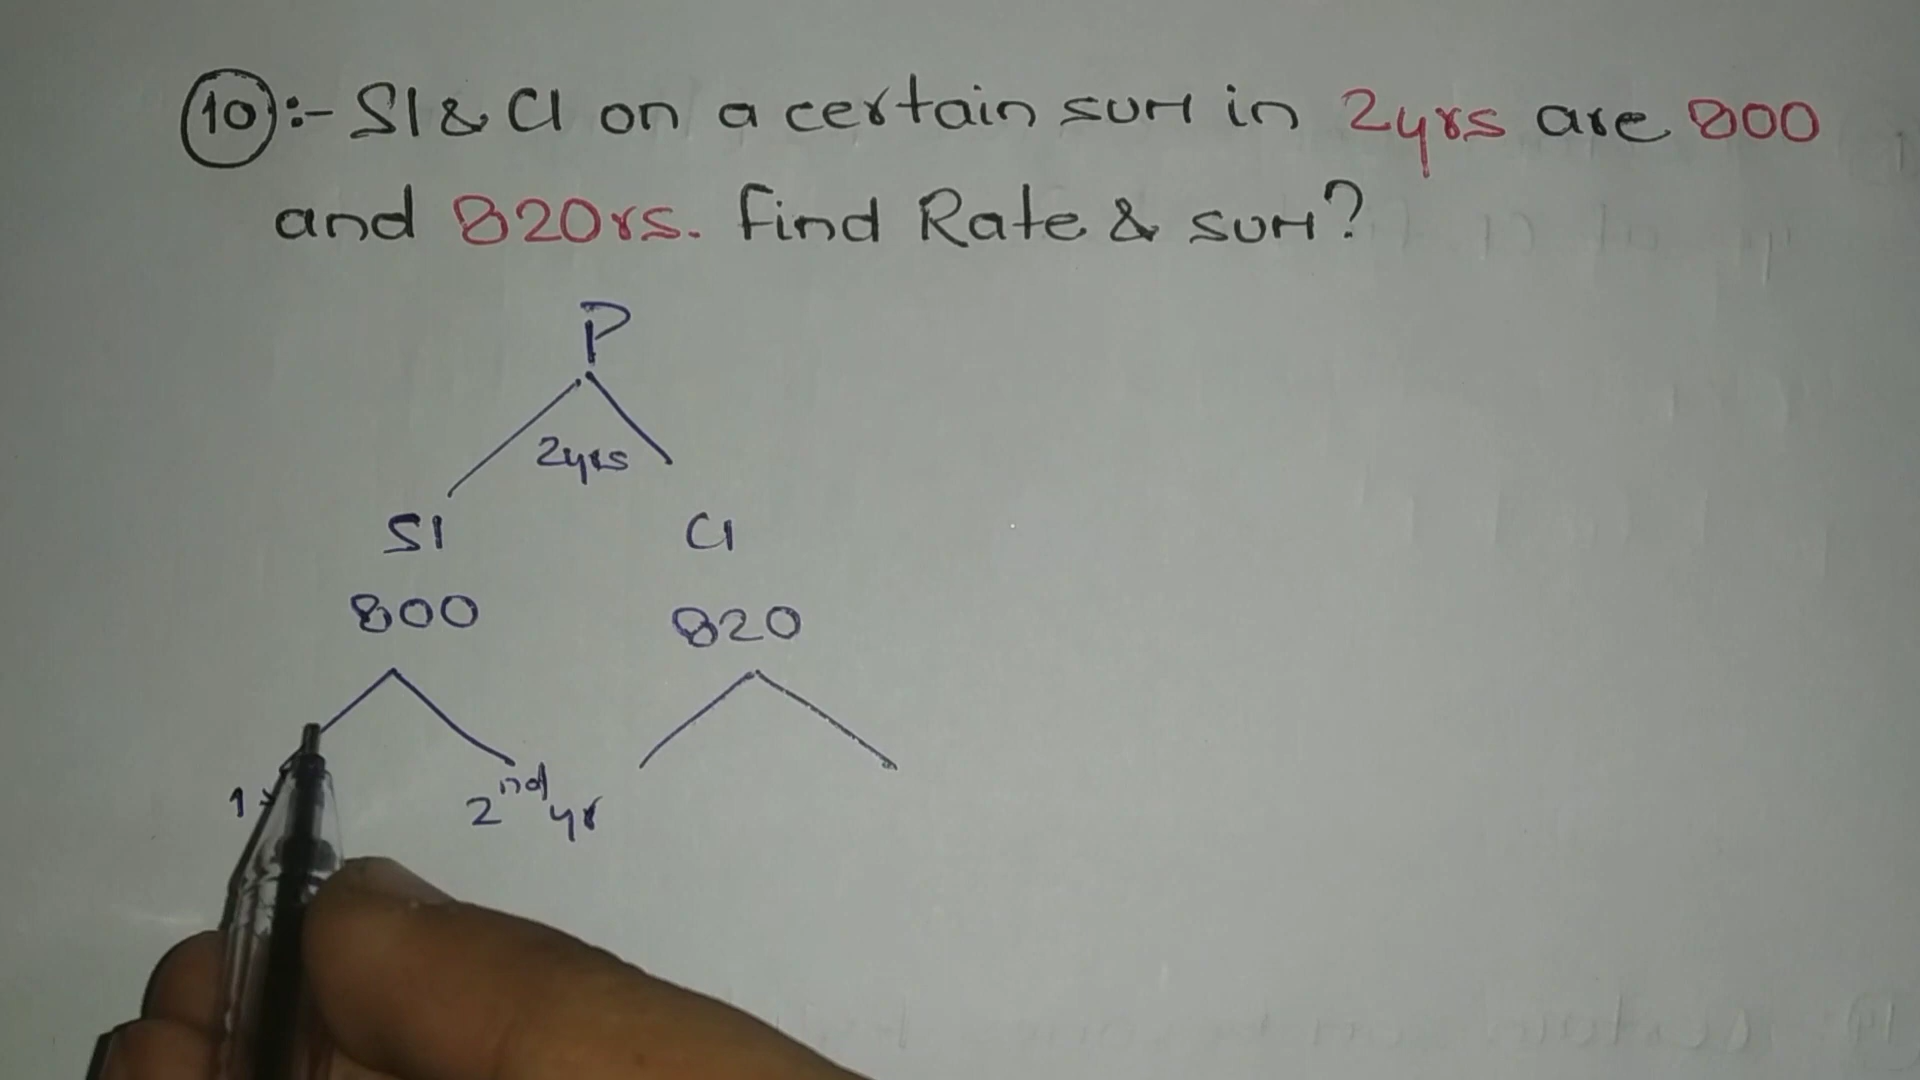 10:- SI & CI on a certain sum in 2yrs are 800
and 820rs. Find Rate & sum?
P
2yrs
SI CI
800 820
1 2nd yr